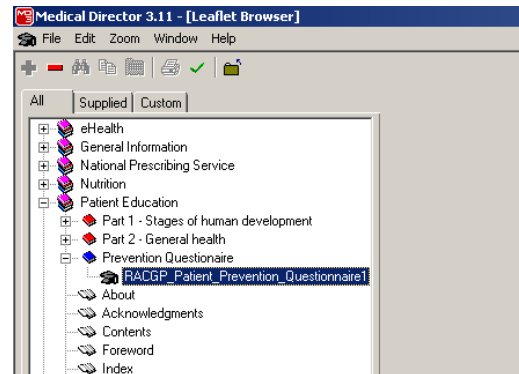 Medical Director 3.11 - [Leaflet Browser]
File Edit Zoom Window Help
All Supplied Custom
eHealth
General Information
National Prescribing Service
Nutrition
Patient Education
Part 1 - Stages of human development
Part 2 - General health
Prevention Questionaire
RACGP_Patient_Prevention_Questionnaire1
About
Acknowledgments
Contents
Foreword
Index